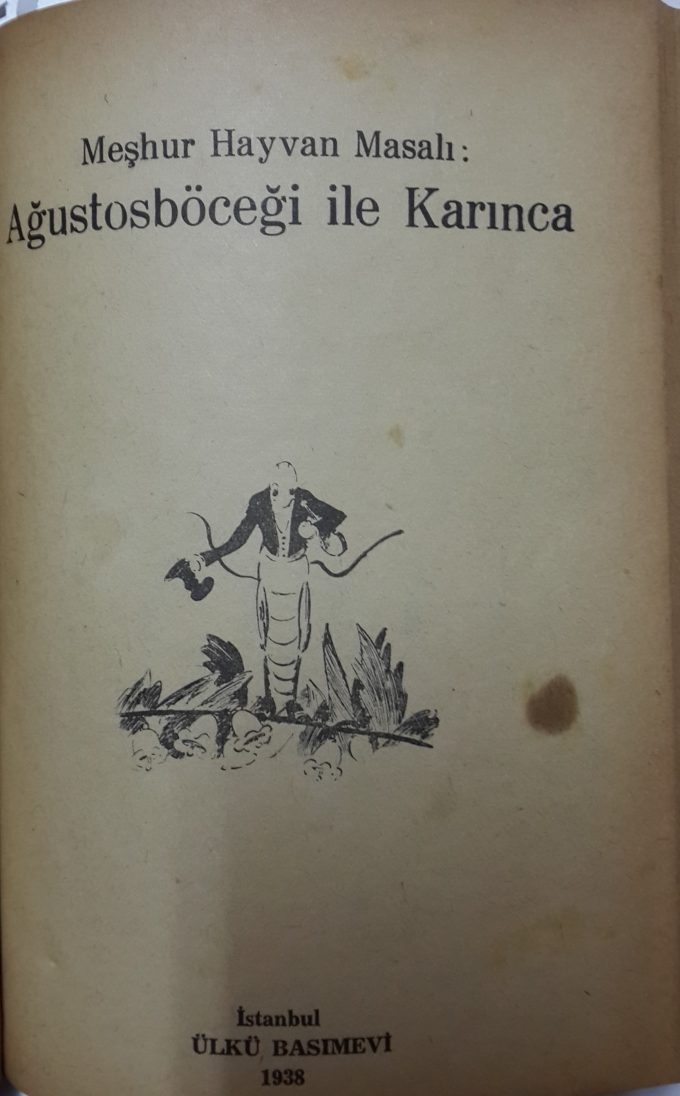 Meşhur Hayvan Masalı:
Ağustosböceği ile Karınca
İstanbul
ÜLKÜ BASIMEVİ
1938